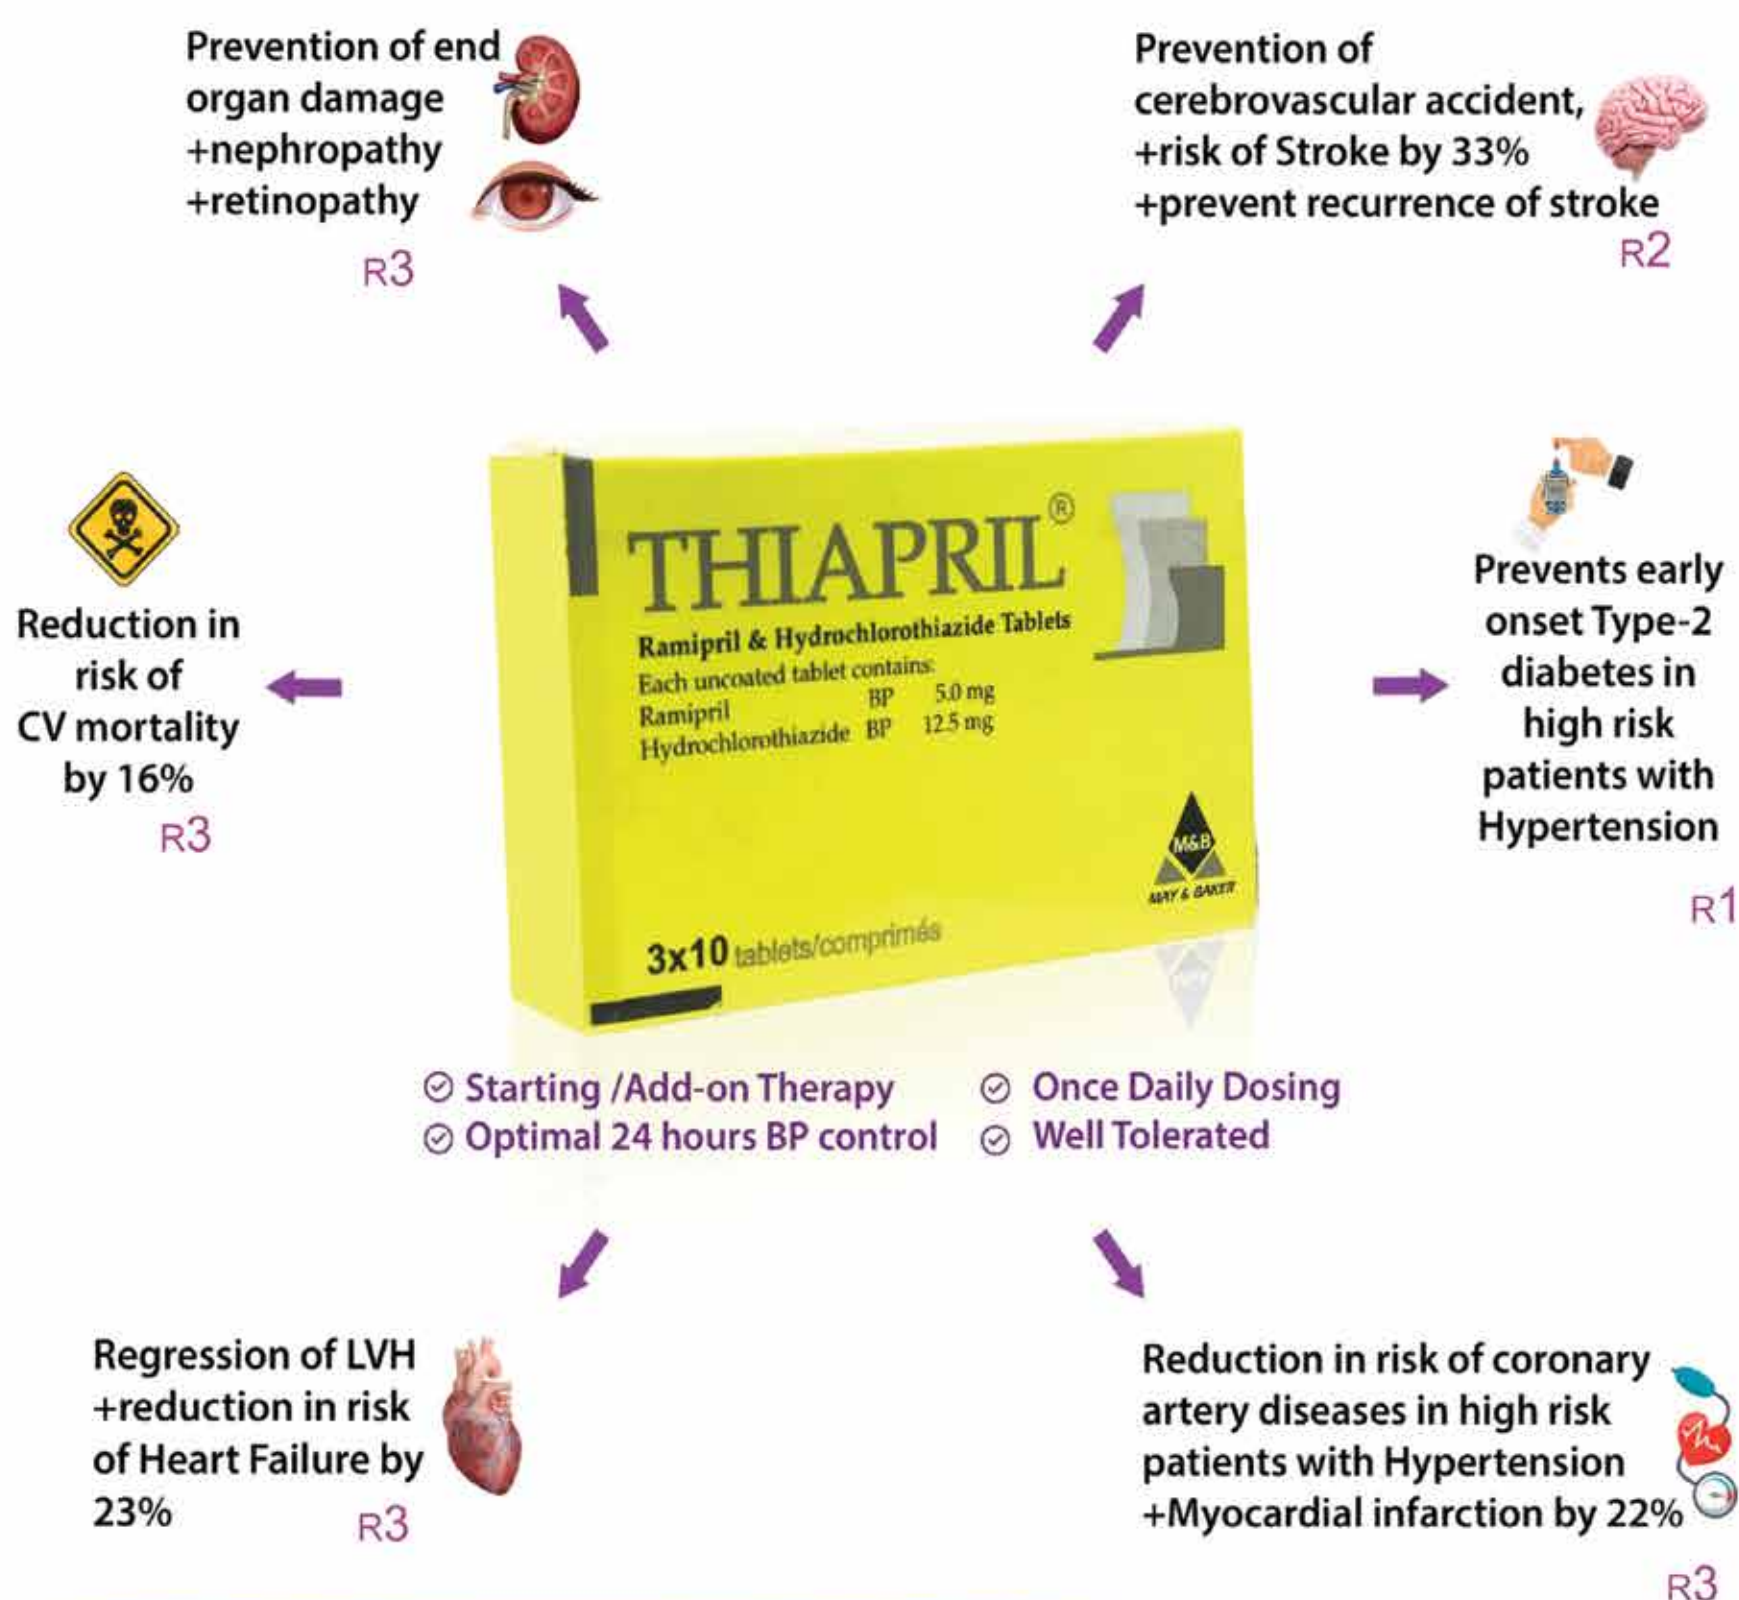 Prevention of end
organ damage
+nephropathy
+retinopathy
R3
Prevention of
cerebrovascular accident,
+risk of Stroke by 33%
+prevent recurrence of stroke
R2
Reduction in
risk of
CV mortality
by 16%
R3
THIAPRIL®
Ramipril & Hydrochlorothiazide Tablets
Each uncoated tablet contains:
Ramipril BP 5.0 mg
Hydrochlorothiazide BP 12.5 mg
M&B
MAY & BAKER
3x10 tablets/comprimés
Prevents early
onset Type-2
diabetes in
high risk
patients with
Hypertension
R1
Starting /Add-on Therapy
Optimal 24 hours BP control
Once Daily Dosing
Well Tolerated
Regression of LVH
+reduction in risk
of Heart Failure by
23%
R3
Reduction in risk of coronary
artery diseases in high risk
patients with Hypertension
+Myocardial infarction by 22%
R3